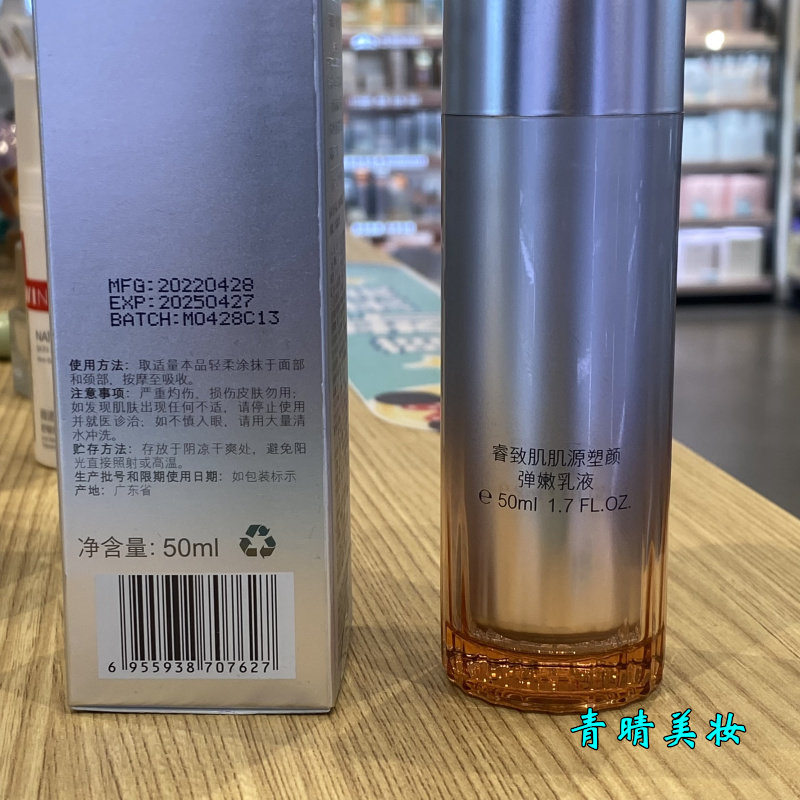 MFG:20220428
EXP:20250427
BATCH:M0428C13
使用方法：取适量本品轻柔涂抹于面部
和颈部，按摩至吸收。
注意事项：严重灼伤、损伤皮肤勿用；
如发现肌肤出现任何不适，请停止使用
并就医诊治；如不慎入眼，请用大量清
水冲洗。
贮存方法：存放于阴凉干爽处，避免阳
光直接照射或高温。
生产批号和限期使用日期：如包装标示
产地：广东省
净含量：50ml
6 955938 707627
睿致肌肌源塑颜
弹嫩乳液
e 50ml 1.7 FL.OZ.
青晴美妆